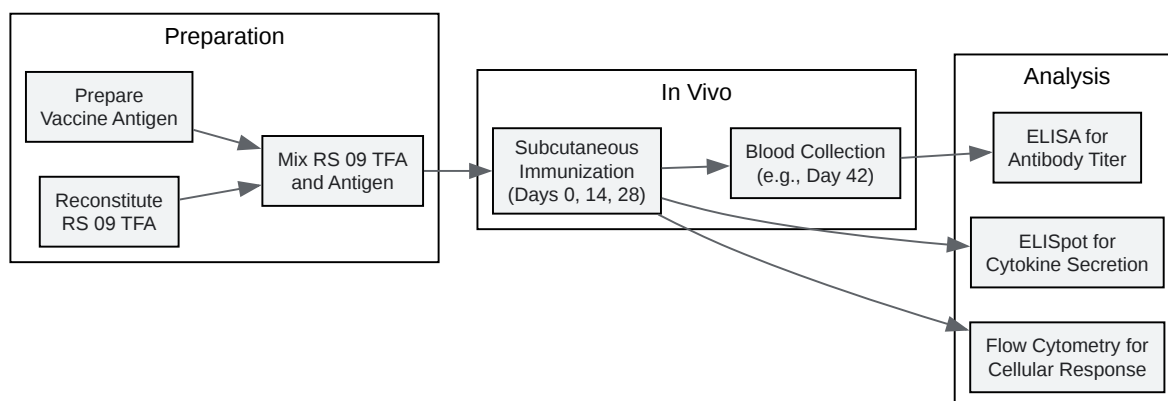 Preparation
Prepare
Vaccine Antigen
Reconstitute
RS 09 TFA
Mix RS 09 TFA
and Antigen
In Vivo
Subcutaneous
Immunization
(Days 0, 14, 28)
Blood Collection
(e.g., Day 42)
Analysis
ELISA for
Antibody Titer
ELISpot for
Cytokine Secretion
Flow Cytometry for
Cellular Response